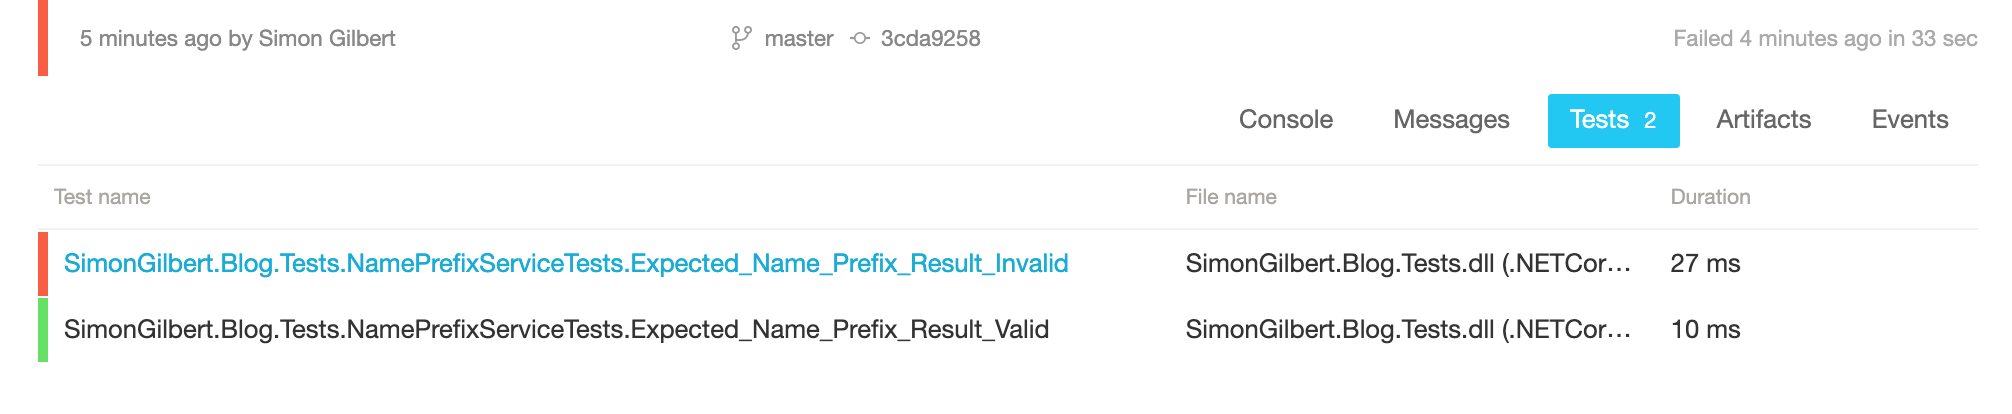 5 minutes ago by Simon Gilbert master 3cda9258 Failed 4 minutes ago in 33 sec
Console Messages Tests 2 Artifacts Events
Test name File name Duration
SimonGilbert.Blog.Tests.NamePrefixServiceTests.Expected_Name_Prefix_Result_Invalid SimonGilbert.Blog.Tests.dll (.NETCor... 27 ms
SimonGilbert.Blog.Tests.NamePrefixServiceTests.Expected_Name_Prefix_Result_Valid SimonGilbert.Blog.Tests.dll (.NETCor... 10 ms